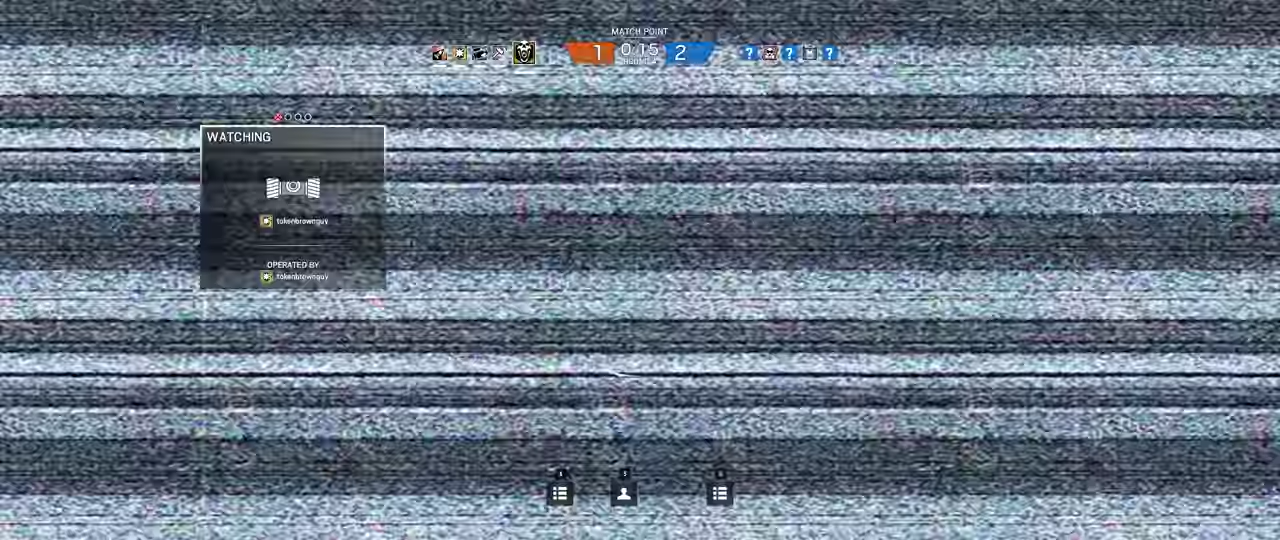 MATCH POINT
1 0:15 2
? ? ?
WATCHING
tokenbrownguy
OPERATED BY
tokenbrownguy